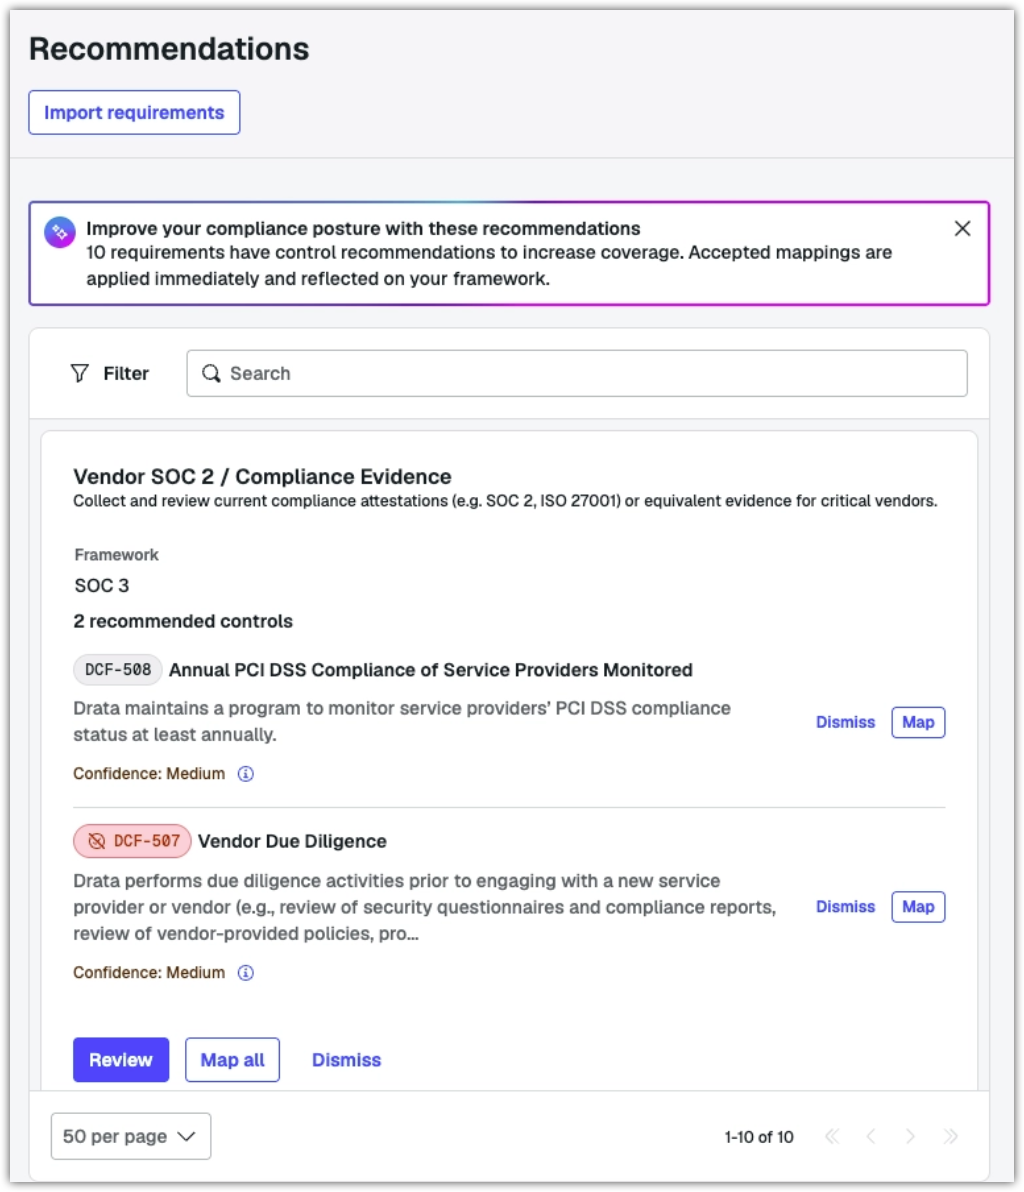 Recommendations
Import requirements
Improve your compliance posture with these recommendations
10 requirements have control recommendations to increase coverage. Accepted mappings are
applied immediately and reflected on your framework.
Filter
Search
Vendor SOC 2 / Compliance Evidence
Collect and review current compliance attestations (e.g. SOC 2, ISO 27001) or equivalent evidence for critical vendors.
Framework
SOC 3
2 recommended controls
DCF-508 Annual PCI DSS Compliance of Service Providers Monitored
Drata maintains a program to monitor service providers’ PCI DSS compliance
status at least annually.
Dismiss Map
Confidence: Medium
DCF-507 Vendor Due Diligence
Drata performs due diligence activities prior to engaging with a new service
provider or vendor (e.g., review of security questionnaires and compliance reports,
review of vendor-provided policies, pro...
Dismiss Map
Confidence: Medium
Review Map all Dismiss
50 per page 1-10 of 10